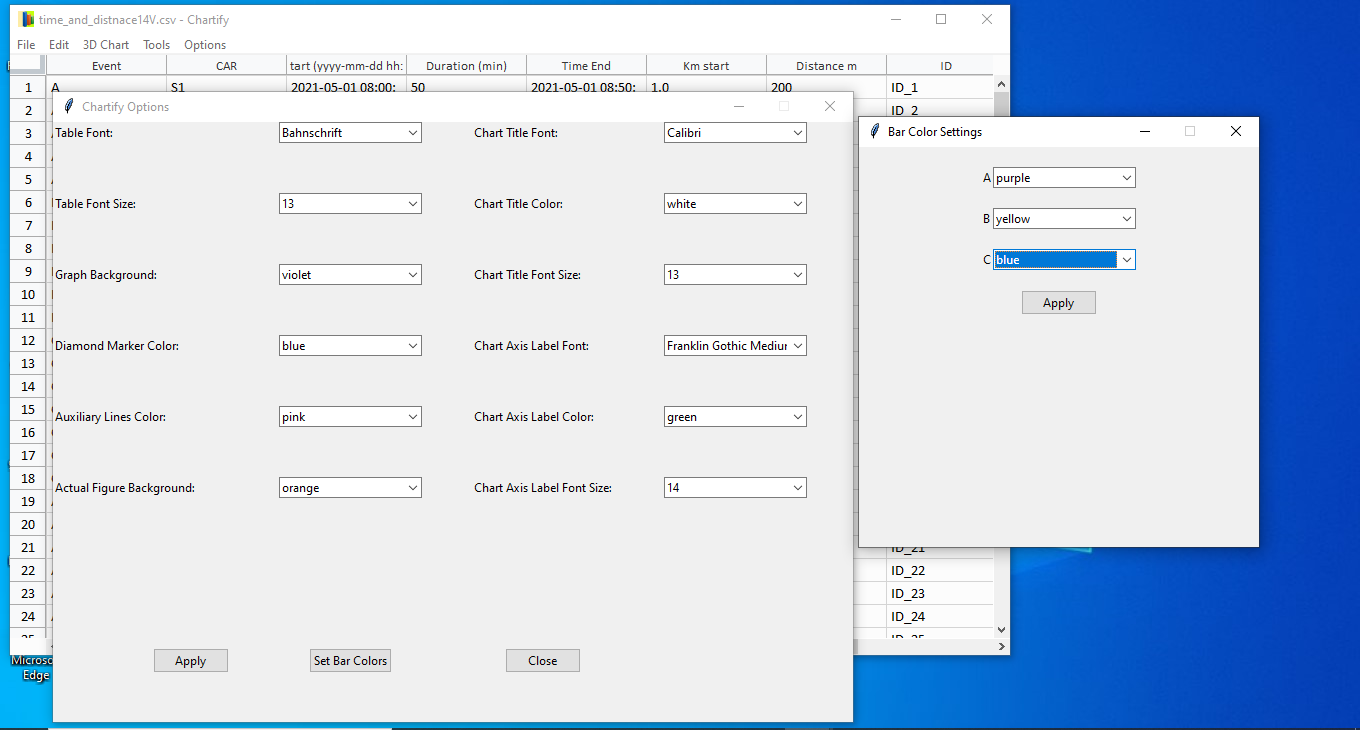 time_and_distnace14V.csv - Chartify
File Edit 3D Chart Tools Options
Event CAR tart (yyyy-mm-dd hh: Duration (min) Time End Km start Distance m ID
1 A S1 2021-05-01 08:00: 50 2021-05-01 08:50: 1.0 200 ID_1
2 ID_2
3
4
5
6
7
8
9
10
11
12
13
14
15
16
17
18
19
20
21 ID_21
22 ID_22
23 ID_23
24 ID_24
25 ID_25
Chartify Options
Table Font: Bahnschrift Chart Title Font: Calibri
Table Font Size: 13 Chart Title Color: white
Graph Background: violet Chart Title Font Size: 13
Diamond Marker Color: blue Chart Axis Label Font: Franklin Gothic Medium
Auxiliary Lines Color: pink Chart Axis Label Color: green
Actual Figure Background: orange Chart Axis Label Font Size: 14
Apply Set Bar Colors Close
Bar Color Settings
A purple
B yellow
C blue
Apply
Microso
Edge